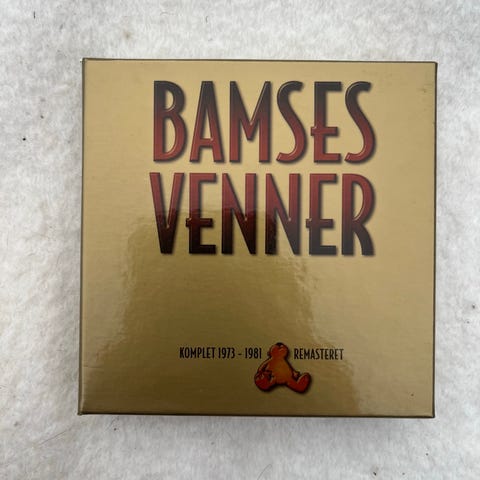 BAMSES
VENNER
KOMPLET 1973 - 1981 REMASTERET